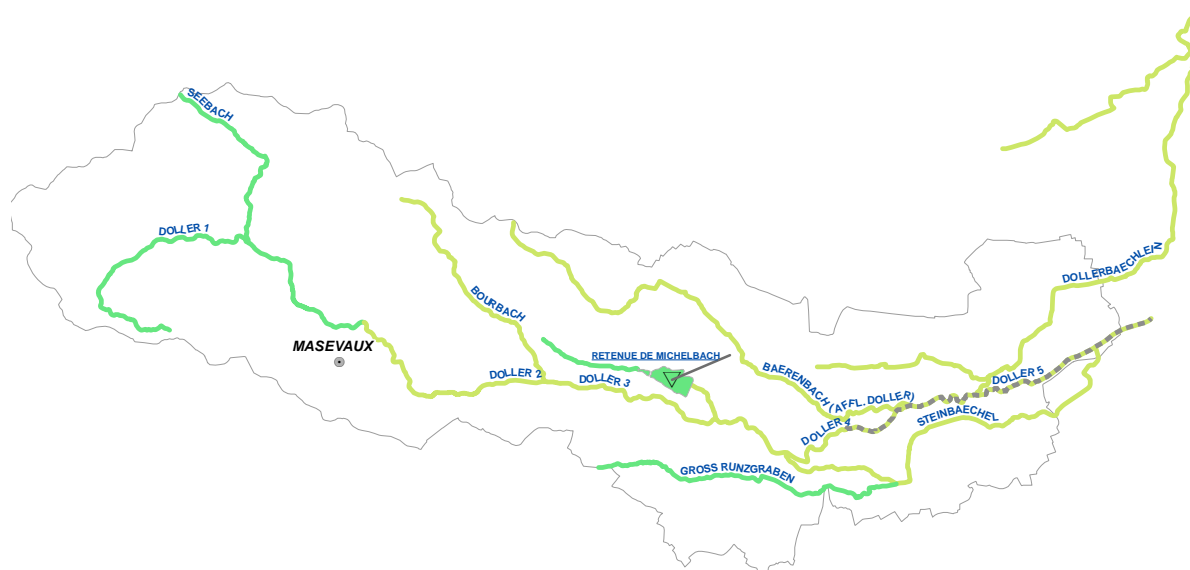 SEEBACH
DOLLER 1
DOLLERBAECHLEIN
BOURBACH
MASEVAUX
RETENUE DE MICHELBACH
DOLLER 2
DOLLER 3
BAERENBACH (AFFL. DOLLER)
DOLLER 5
DOLLER 4
STEINBAECHEL
GROSS RUNZGRABEN